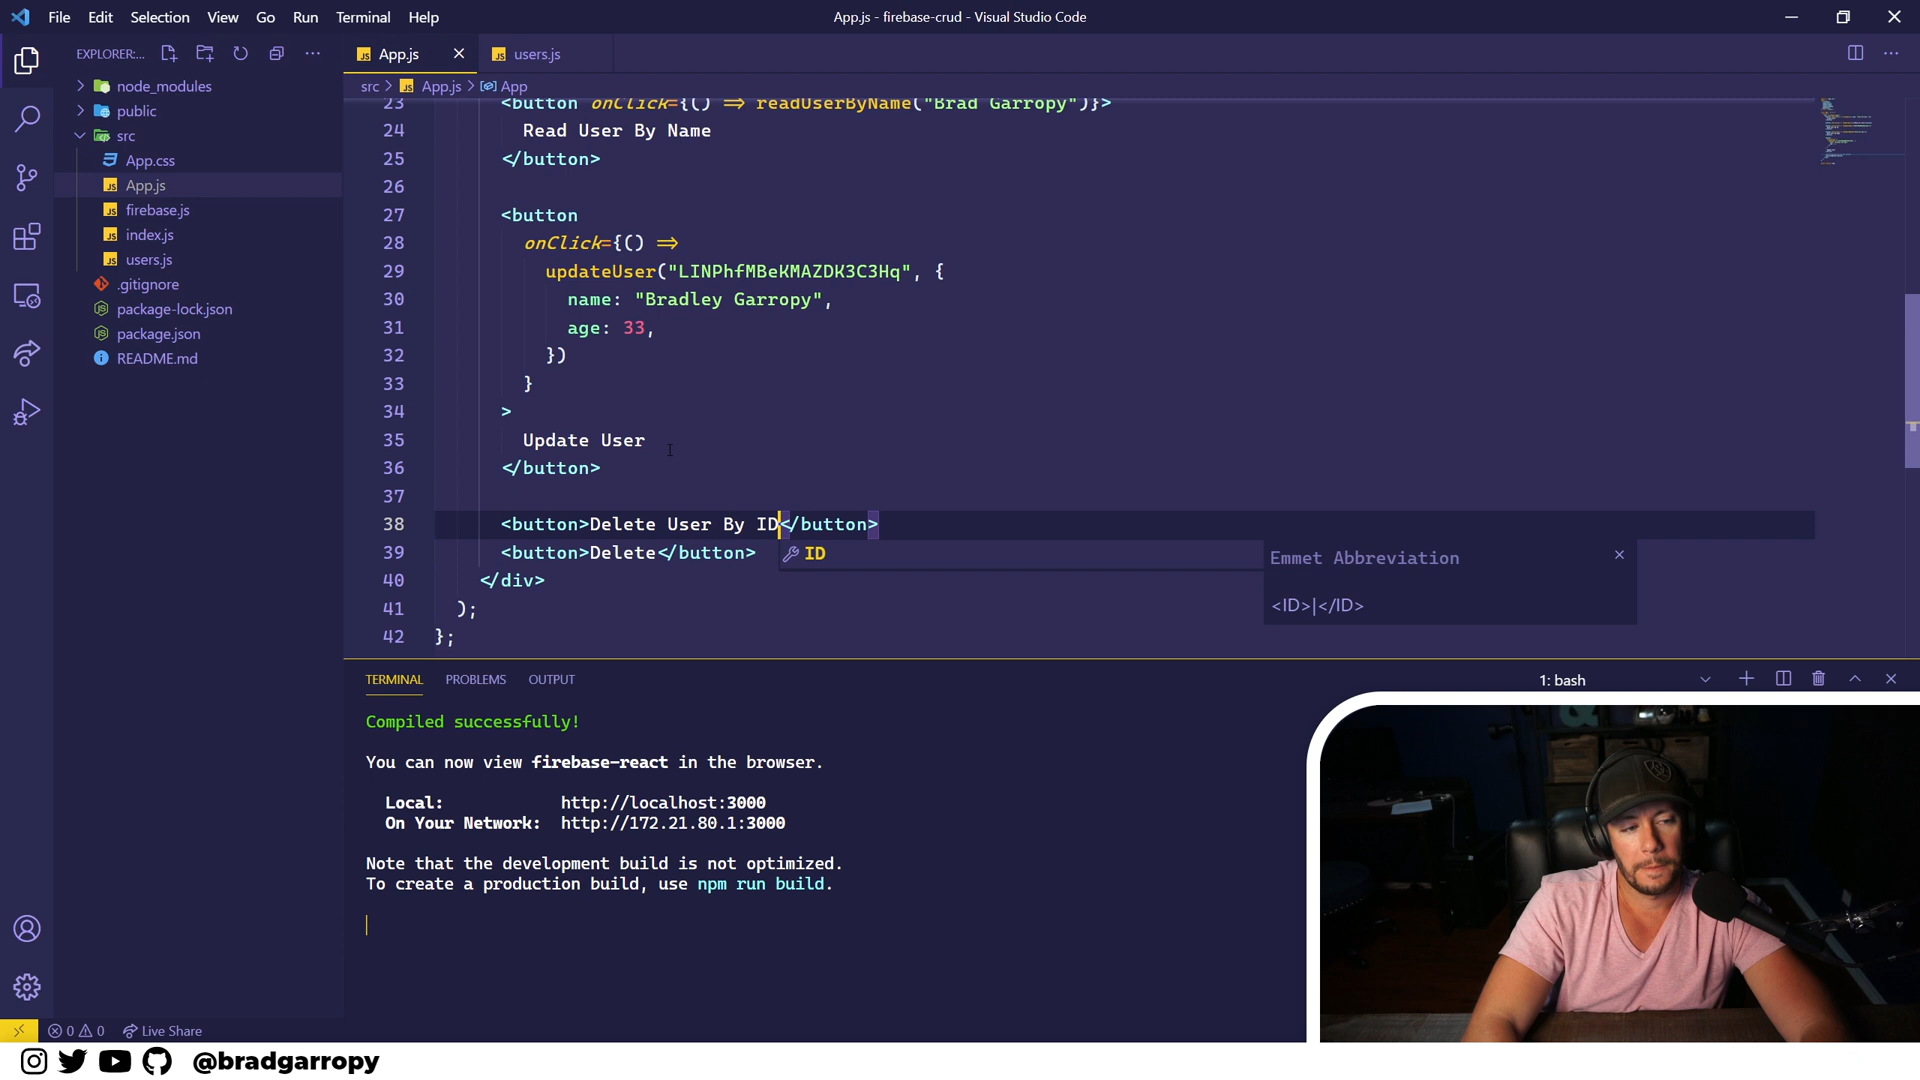 File Edit Selection View Go Run Terminal Help
App.js - firebase-crud - Visual Studio Code
EXPLORER:...
App.js
users.js
src > App.js > App
node_modules
public
src
App.css
App.js
firebase.js
index.js
users.js
.gitignore
package-lock.json
package.json
README.md
23 <button onClick={() ⇒ readUserByName("Brad Garropy")}>
24 Read User By Name
25 </button>
26
27 <button
28 onClick={() ⇒
29 updateUser("LINPhfMBeKMAZDK3C3Hq", {
30 name: "Bradley Garropy",
31 age: 33,
32 })
33 }
34 >
35 Update User
36 </button>
37
38 <button>Delete User By ID</button>
39 <button>Delete</button>
40 </div>
41 );
42 };
ID
Emmet Abbreviation
<ID>|</ID>
TERMINAL PROBLEMS OUTPUT
1: bash
Compiled successfully!
You can now view firebase-react in the browser.
Local: http://localhost:3000
On Your Network: http://172.21.80.1:3000
Note that the development build is not optimized.
To create a production build, use npm run build.
0 0 Live Share
@bradgarropy